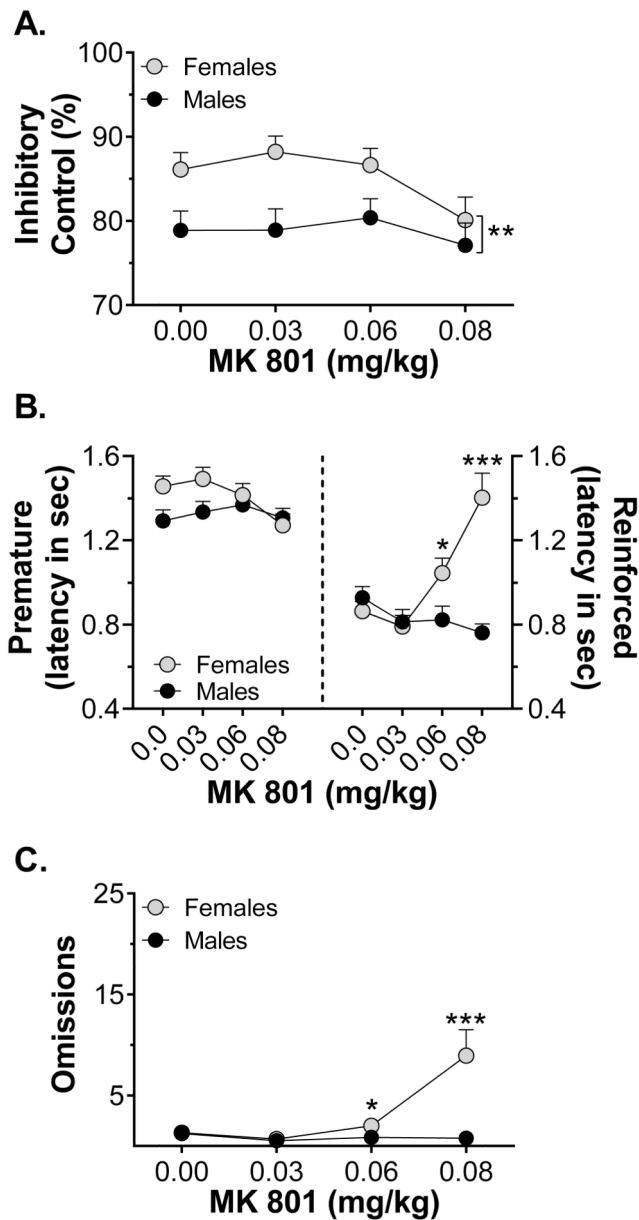 A.
100
90
80
70
Inhibitory
Control (%)
Females
Males
**
0.00 0.03 0.06 0.08
MK 801 (mg/kg)
B.
1.6
1.2
0.8
0.4
Premature
(latency in sec)
Females
Males
*
***
1.6
1.2
0.8
0.4
Reinforced
(latency in sec)
0.0 0.03 0.06 0.08 0.0 0.03 0.06 0.08
MK 801 (mg/kg)
C.
25
15
5
Omissions
Females
Males
*
***
0.00 0.03 0.06 0.08
MK 801 (mg/kg)